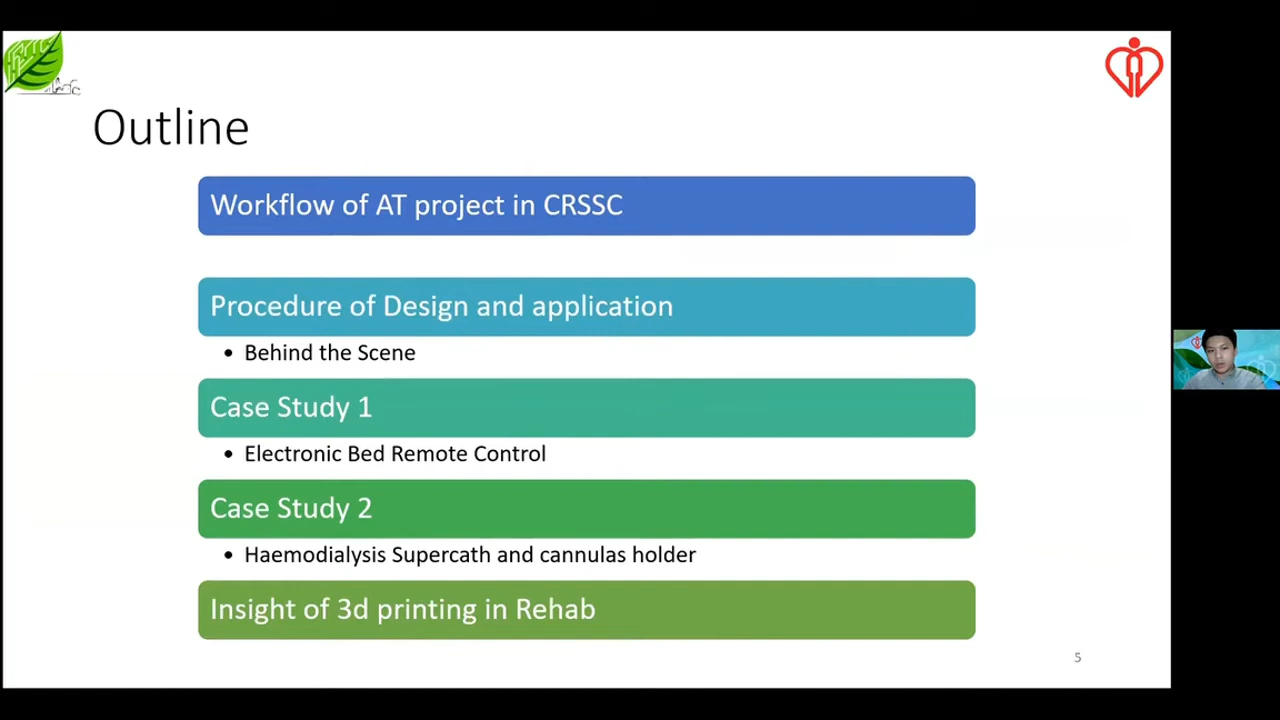 Outline
Workflow of AT project in CRSSC
Procedure of Design and application
• Behind the Scene
Case Study 1
• Electronic Bed Remote Control
Case Study 2
• Haemodialysis Supercath and cannulas holder
Insight of 3d printing in Rehab
5